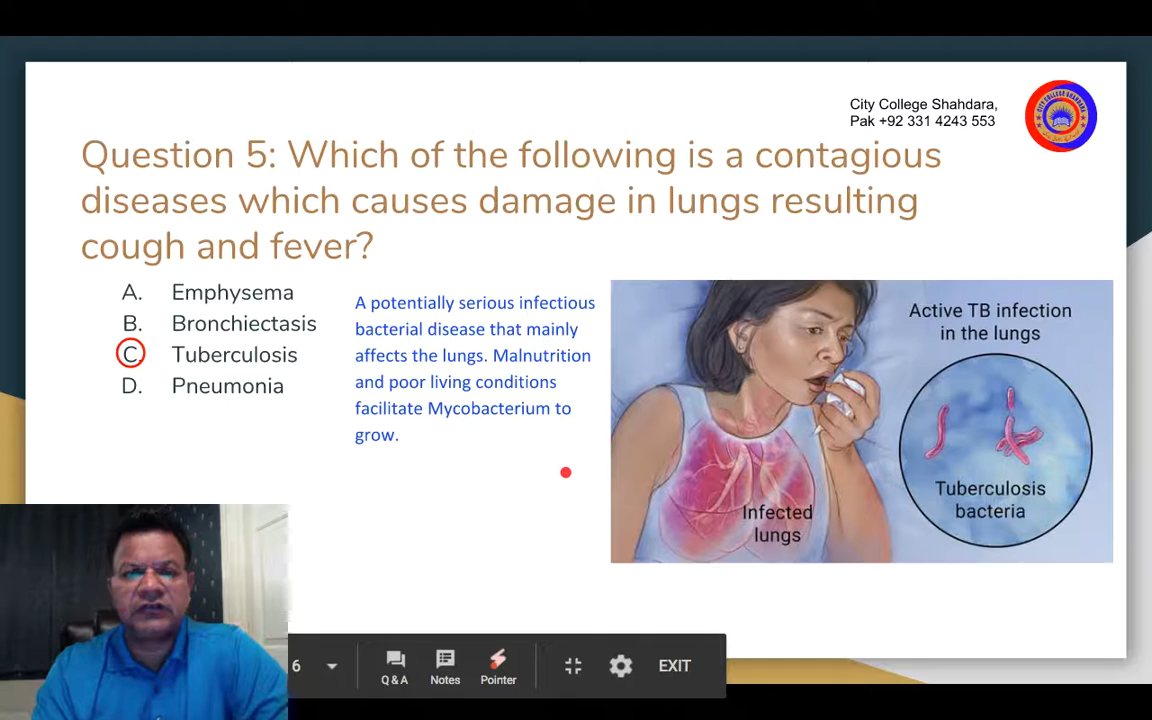 City College Shahdara,
Pak +92 331 4243 553
Question 5: Which of the following is a contagious
diseases which causes damage in lungs resulting
cough and fever?
A. Emphysema
B. Bronchiectasis
C. Tuberculosis
D. Pneumonia
A potentially serious infectious
bacterial disease that mainly
affects the lungs. Malnutrition
and poor living conditions
facilitate Mycobacterium to
grow.
Active TB infection
in the lungs
Tuberculosis
bacteria
Infected
lungs
6
Q & A Notes Pointer EXIT